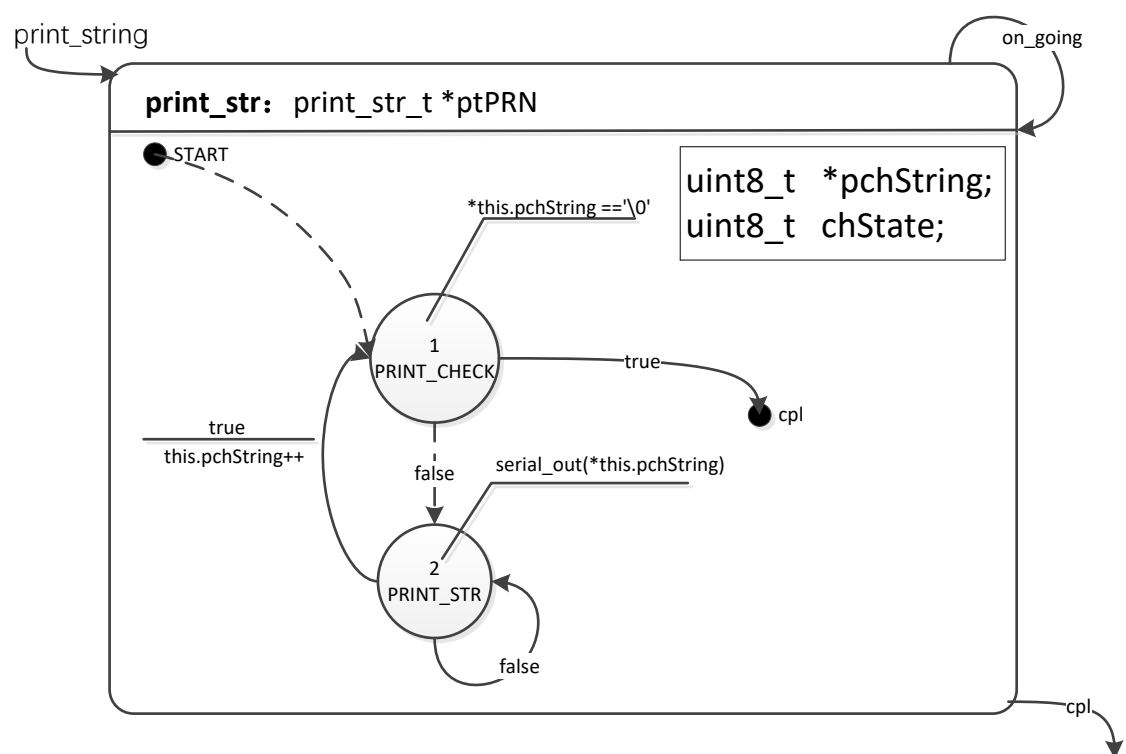 print_string
on_going
print_str：print_str_t *ptPRN
START
uint8_t *pchString;
uint8_t chState;
*this.pchString =='\0'
1
PRINT_CHECK
true
cpl
true
this.pchString++
false
serial_out(*this.pchString)
2
PRINT_STR
false
cpl